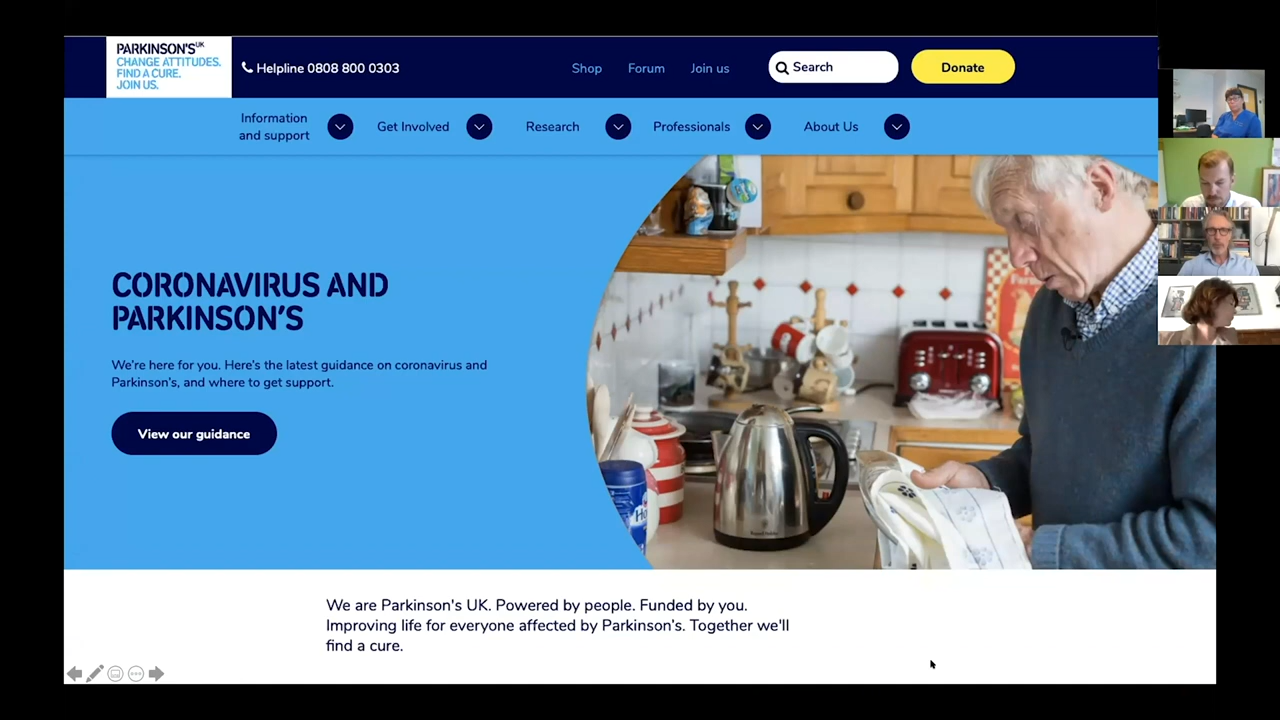 PARKINSON'S UK
CHANGE ATTITUDES.
FIND A CURE.
JOIN US.
Helpline 0808 800 0303
Shop
Forum
Join us
Search
Donate
Information
and support
Get Involved
Research
Professionals
About Us
CORONAVIRUS AND
PARKINSON'S
We're here for you. Here's the latest guidance on coronavirus and
Parkinson's, and where to get support.
View our guidance
We are Parkinson's UK. Powered by people. Funded by you.
Improving life for everyone affected by Parkinson's. Together we'll
find a cure.